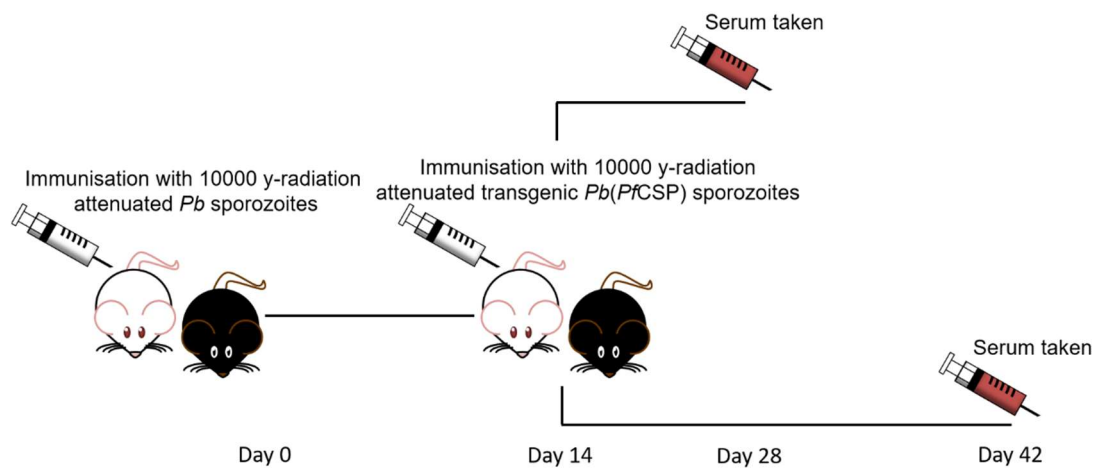 Serum taken
Immunisation with 10000 y-radiation
attenuated Pb sporozoites
Immunisation with 10000 y-radiation
attenuated transgenic Pb(PfCSP) sporozoites
Serum taken
Day 0
Day 14
Day 28
Day 42